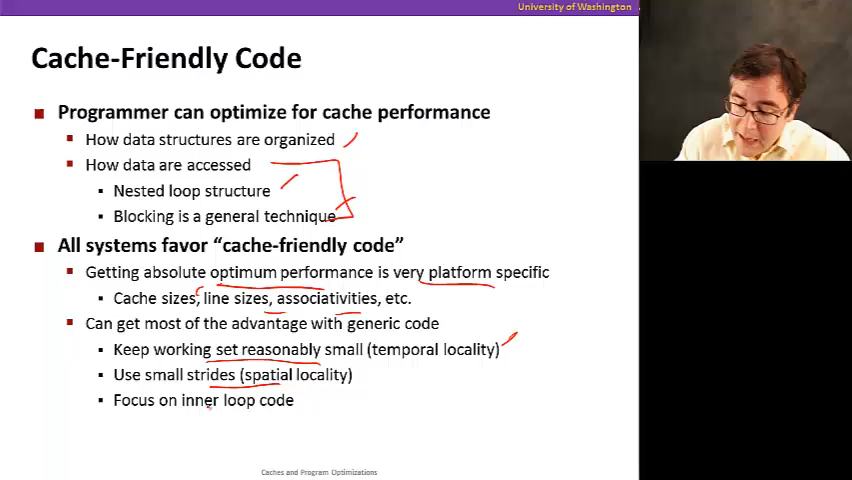 University of Washington
Cache-Friendly Code
Programmer can optimize for cache performance
How data structures are organized
How data are accessed
Nested loop structure
Blocking is a general technique
All systems favor “cache-friendly code”
Getting absolute optimum performance is very platform specific
Cache sizes, line sizes, associativities, etc.
Can get most of the advantage with generic code
Keep working set reasonably small (temporal locality)
Use small strides (spatial locality)
Focus on inner loop code
Caches and Program Optimizations